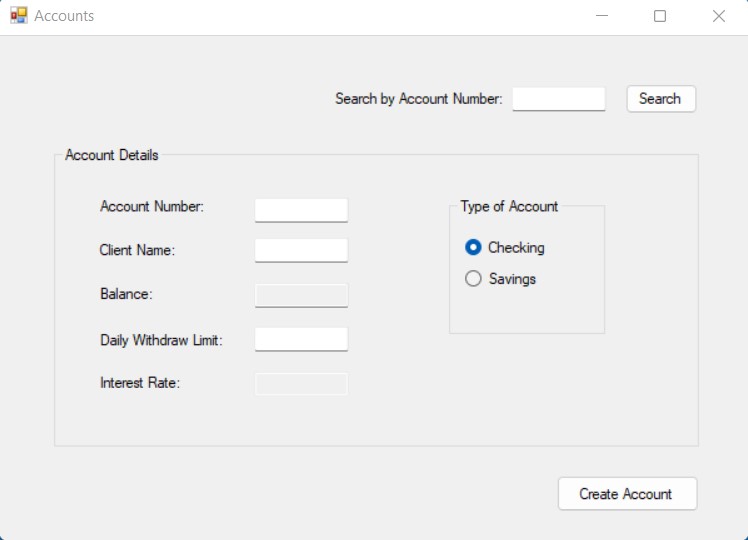 Accounts
Search by Account Number:
Search
Account Details
Account Number:
Type of Account
Client Name:
Checking
Savings
Balance:
Daily Withdraw Limit:
Interest Rate:
Create Account